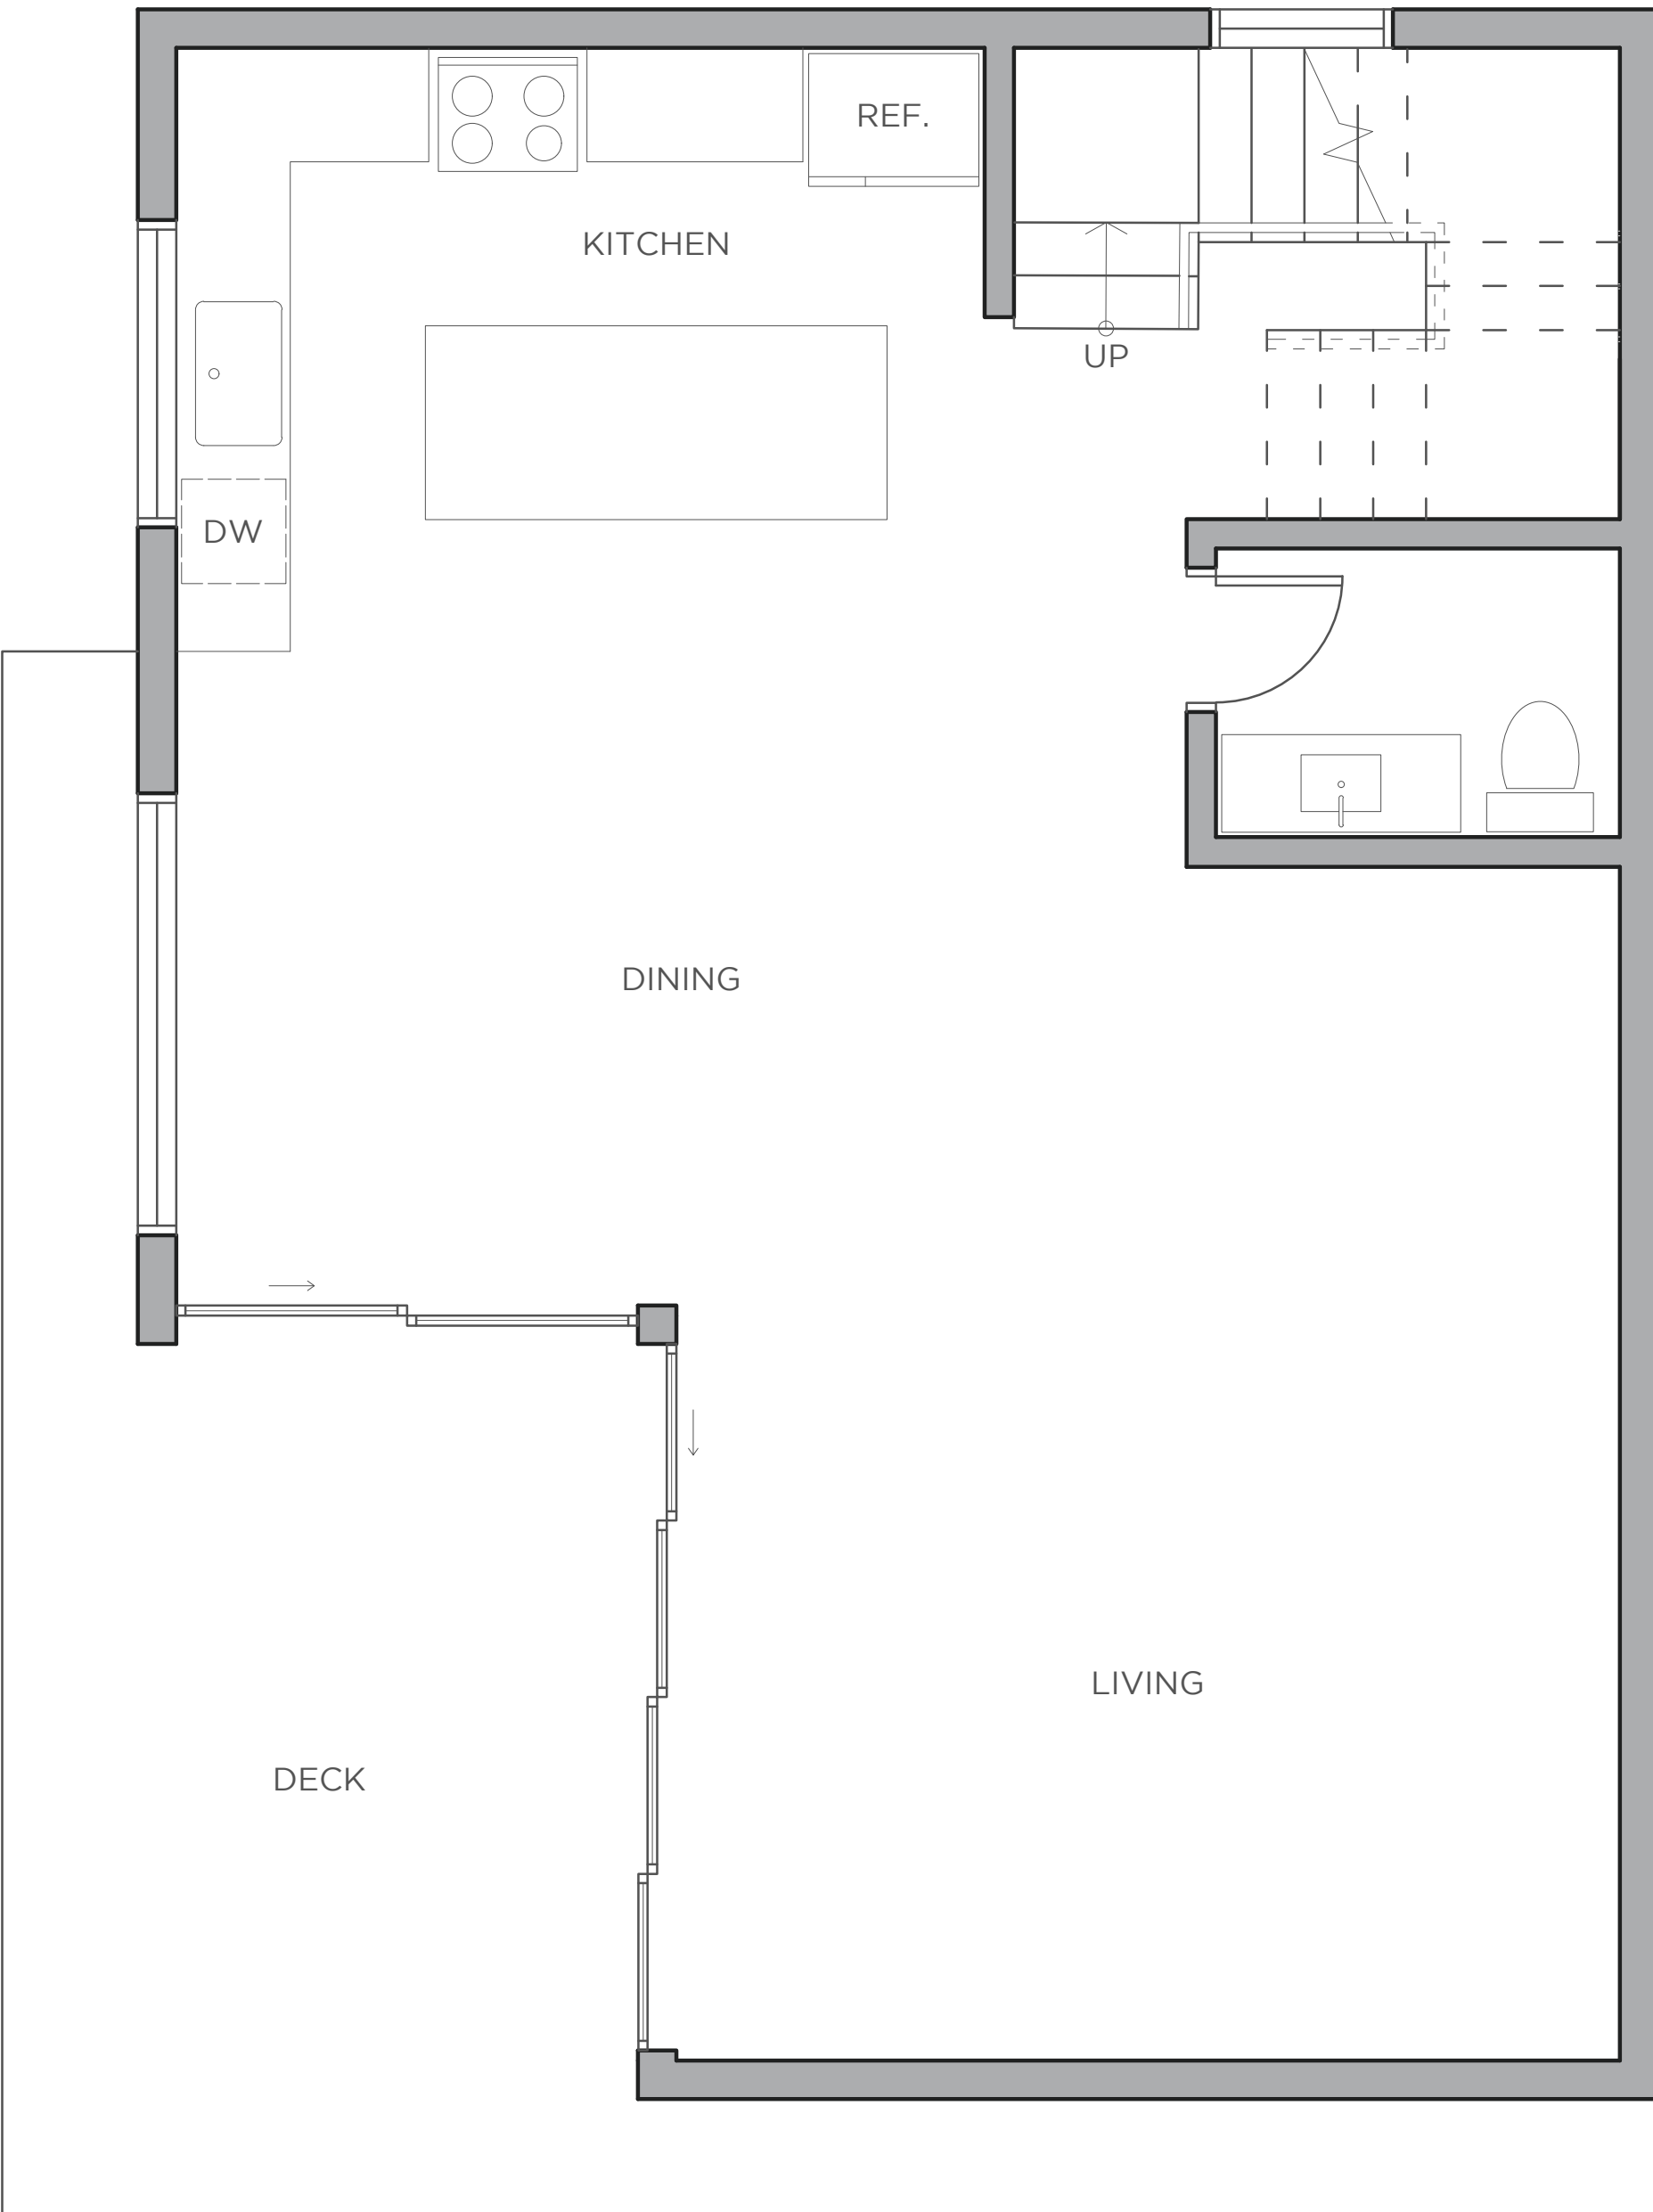 REF.
KITCHEN
UP
DW
DINING
LIVING
DECK